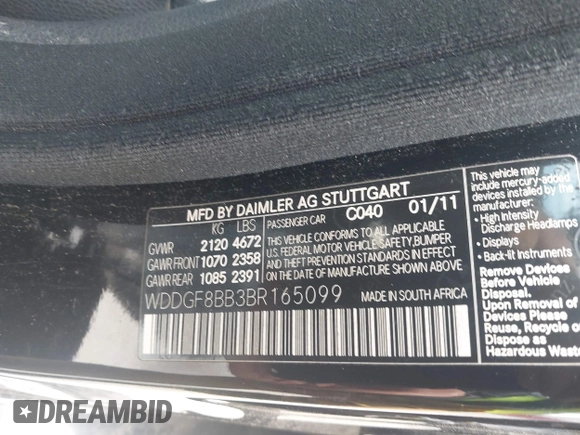 MFD BY DAIMLER AG STUTTGART
KG LBS
PASSENGER CAR C040 01/11
GVWR 2120 4672
GAWR FRONT 1070 2358
GAWR REAR 1085 2391
THIS VEHICLE CONFORMS TO ALL APPLICABLE
U.S. FEDERAL MOTOR VEHICLE SAFETY, BUMPER
AND THEFT PREVENTION STANDARDS IN EFFECT
ON THE DATE OF MANUFACTURE SHOWN ABOVE.
WDDGF8BB3BR165099
MADE IN SOUTH AFRICA
This vehicle may
include mercury-added
devices installed by the
manufacturer:
• High Intensity
Discharge Headlamps
• Displays
• Back-lit Instruments
Remove Devices
Before Vehicle
Disposal.
Upon Removal of
Devices Please
Reuse, Recycle or
Dispose as
Hazardous Waste
DREAMBID